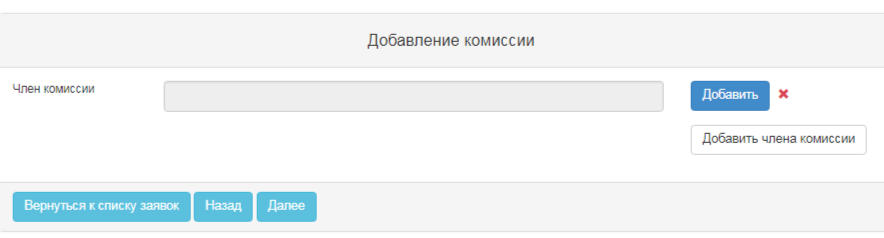 Добавление комиссии
Член комиссии
Добавить
Добавить члена комиссии
Вернуться к списку заявок Назад Далее